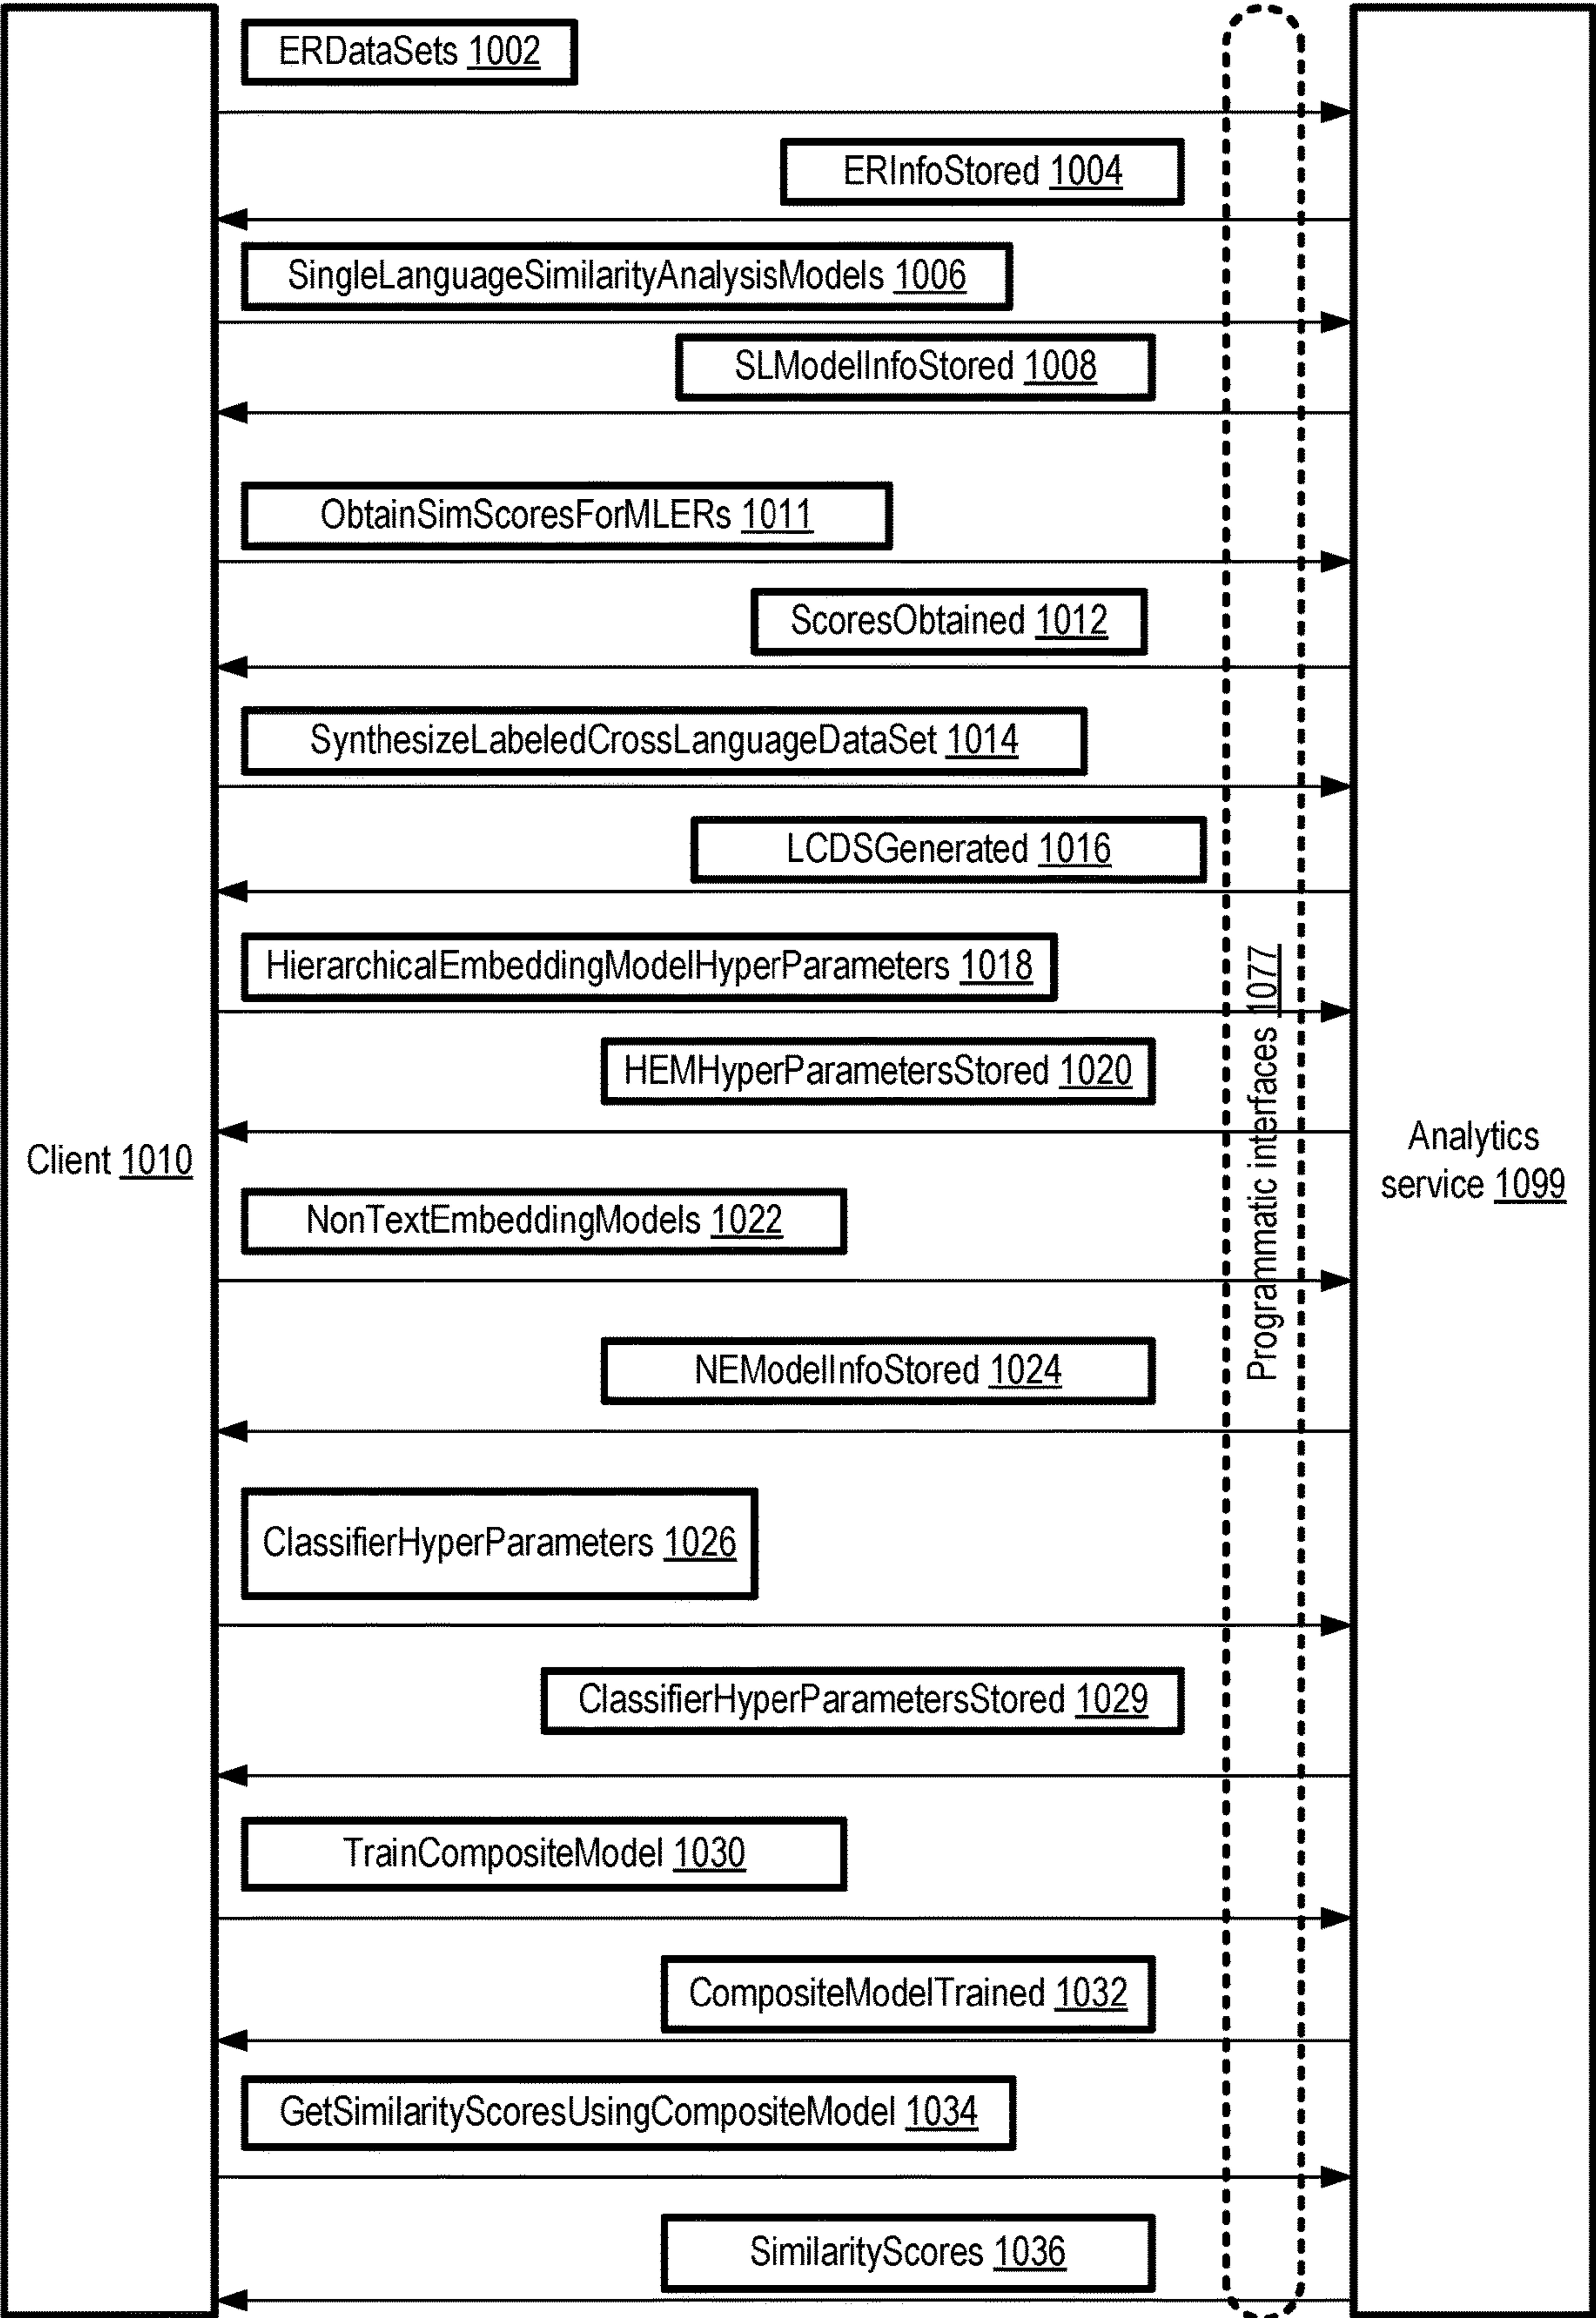 ERDataSets 1002
ERInfoStored 1004
SingleLanguageSimilarityAnalysisModels 1006
SLModelInfoStored 1008
ObtainSimScoresForMLERs 1011
ScoresObtained 1012
SynthesizeLabeledCrossLanguageDataSet 1014
LCDSGenerated 1016
HierarchicalEmbeddingModelHyperParameters 1018
HEMHyperParametersStored 1020
Client 1010
Programmatic interfaces 1077
Analytics
service 1099
NonTextEmbeddingModels 1022
NEModelInfoStored 1024
ClassifierHyperParameters 1026
ClassifierHyperParametersStored 1029
TrainCompositeModel 1030
CompositeModelTrained 1032
GetSimilarityScoresUsingCompositeModel 1034
SimilarityScores 1036